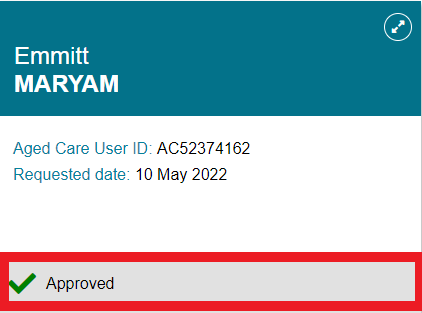 Emmitt
MARYAM
Aged Care User ID: AC52374162
Requested date: 10 May 2022
Approved